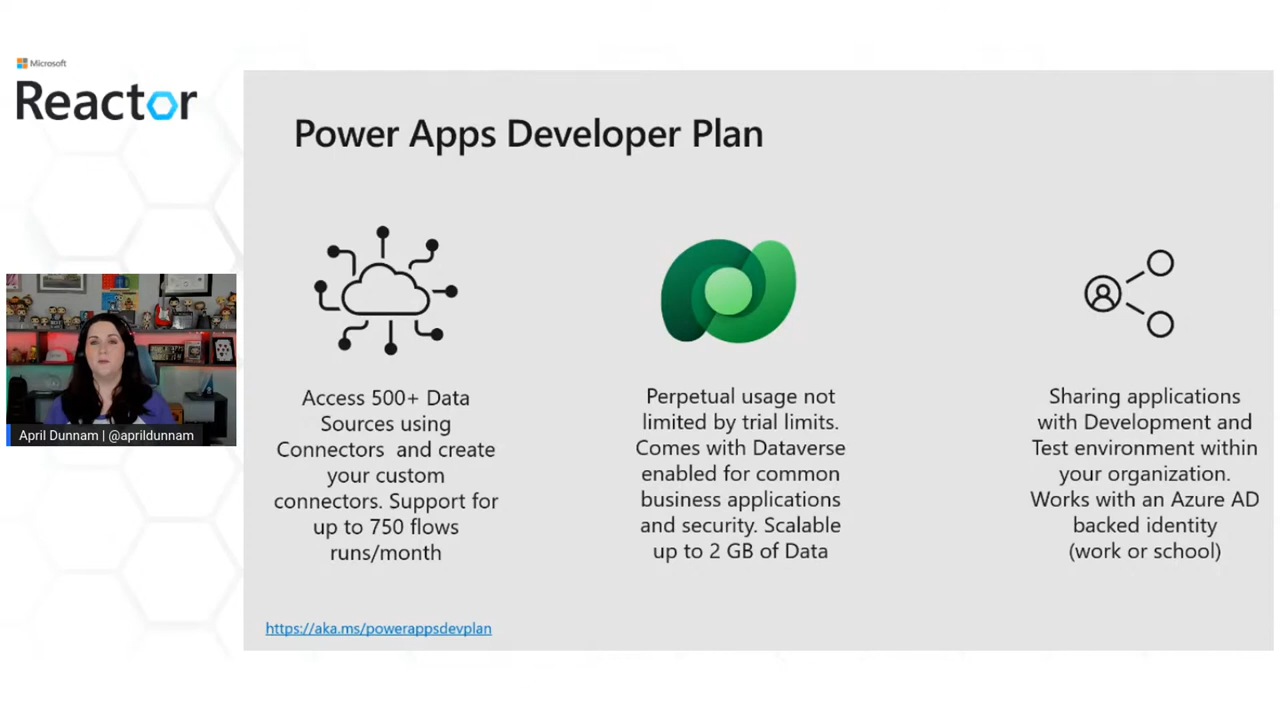 Microsoft
Reactor
Power Apps Developer Plan
Access 500+ Data
Sources using
Connectors and create
your custom
connectors. Support for
up to 750 flows
runs/month
Perpetual usage not
limited by trial limits.
Comes with Dataverse
enabled for common
business applications
and security. Scalable
up to 2 GB of Data
Sharing applications
with Development and
Test environment within
your organization.
Works with an Azure AD
backed identity
(work or school)
https://aka.ms/powerappsdevplan
April Dunnam | @aprildunnam